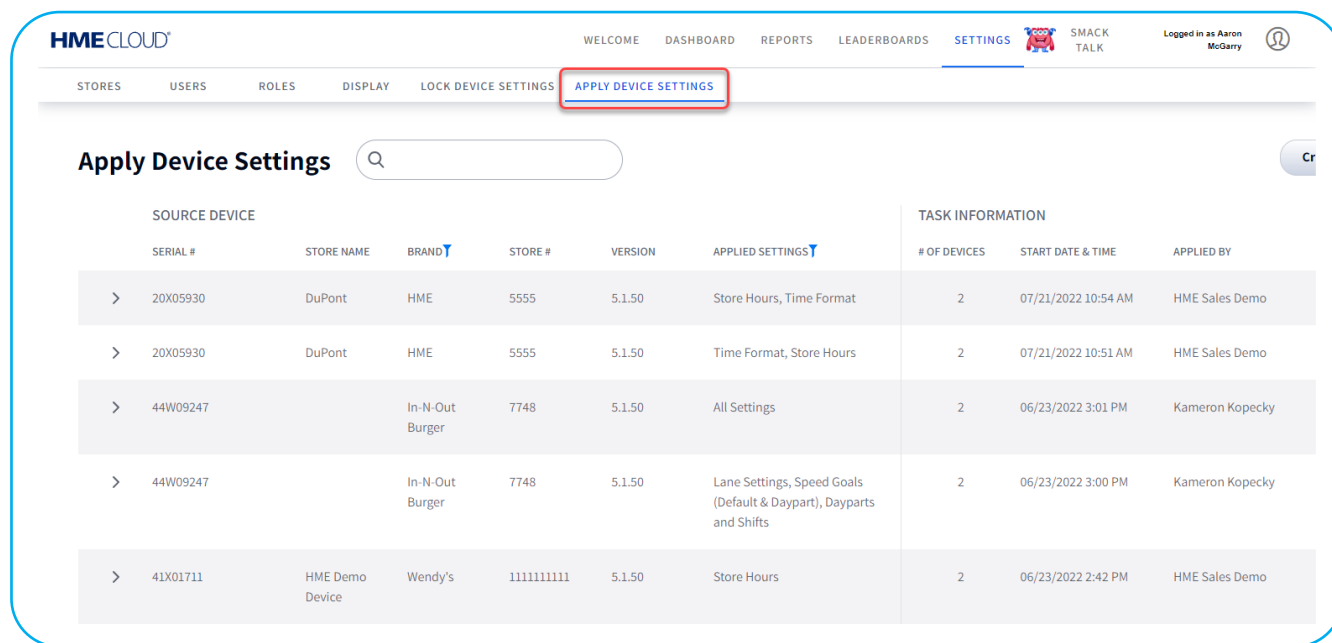 HME CLOUD®
WELCOME DASHBOARD REPORTS LEADERBOARDS SETTINGS SMACK TALK Logged in as Aaron McGarry
STORES USERS ROLES DISPLAY LOCK DEVICE SETTINGS APPLY DEVICE SETTINGS
Apply Device Settings Cr
SOURCE DEVICE TASK INFORMATION
SERIAL # STORE NAME BRAND STORE # VERSION APPLIED SETTINGS # OF DEVICES START DATE & TIME APPLIED BY
20X05930 DuPont HME 5555 5.1.50 Store Hours, Time Format 2 07/21/2022 10:54 AM HME Sales Demo
20X05930 DuPont HME 5555 5.1.50 Time Format, Store Hours 2 07/21/2022 10:51 AM HME Sales Demo
44W09247 In-N-Out 7748 5.1.50 All Settings 2 06/23/2022 3:01 PM Kameron Kopecky
Burger
44W09247 In-N-Out 7748 5.1.50 Lane Settings, Speed Goals 2 06/23/2022 3:00 PM Kameron Kopecky
Burger (Default & Daypart), Dayparts
and Shifts
41X01711 HME Demo Wendy's 1111111111 5.1.50 Store Hours 2 06/23/2022 2:42 PM HME Sales Demo
Device